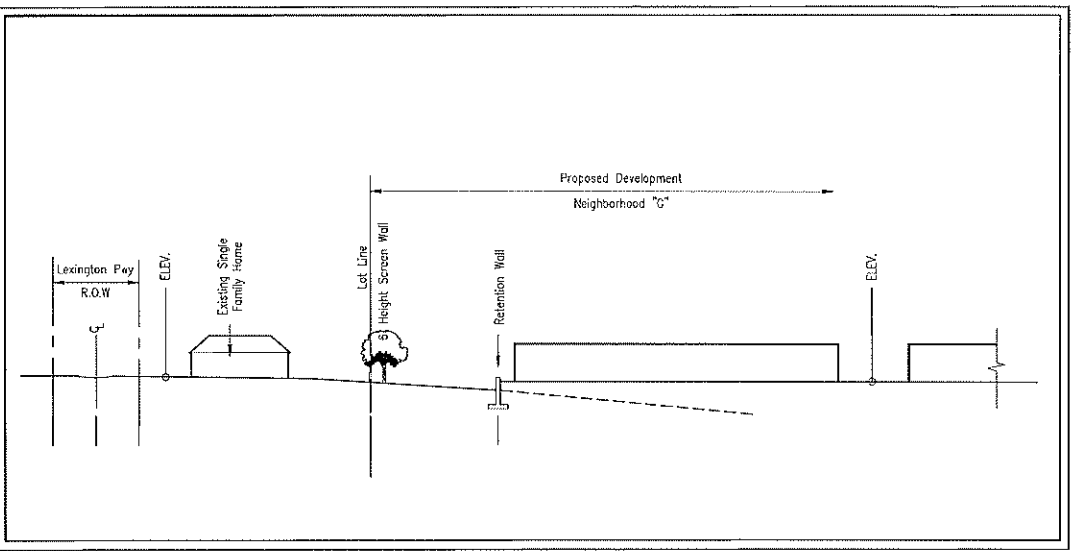 Proposed Development
Neighborhood "G"
Lexington Pwy
R.O.W
ELEV.
Existing Single
Family Home
Lot Line
6' Height Screen Wall
Retention Wall
ELEV.
CL